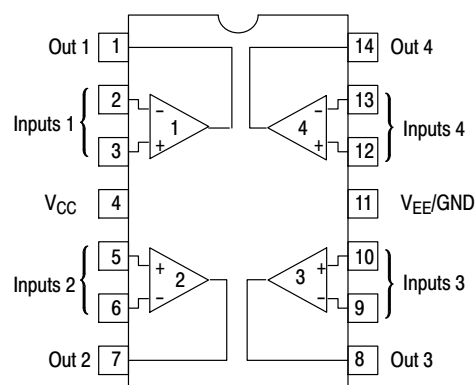 Out 1 1 14 Out 4
2 - - 13
Inputs 1 1 4 Inputs 4
3 + + 12
VCC 4 11 VEE/GND
5 + + 10
Inputs 2 2 3 Inputs 3
6 - - 9
Out 2 7 8 Out 3